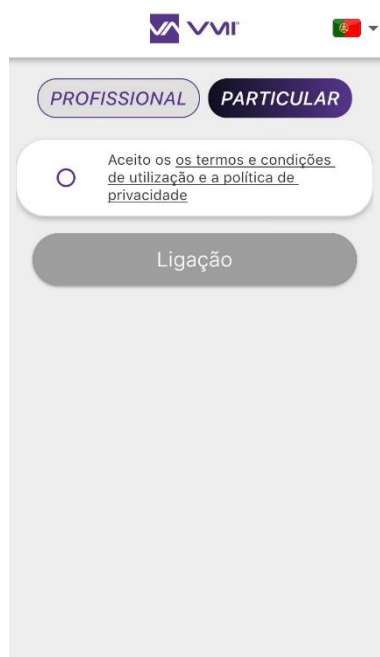 VMI
PROFISSIONAL
PARTICULAR
Aceito os os termos e condições
de utilização e a política de
privacidade
Ligação